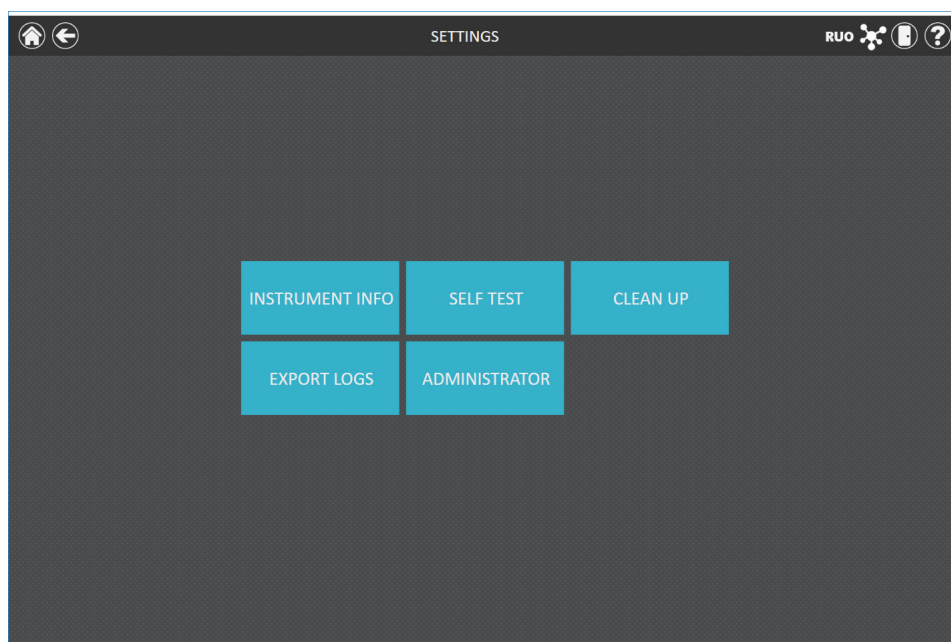 SETTINGS RUO ?
INSTRUMENT INFO SELF TEST CLEAN UP
EXPORT LOGS ADMINISTRATOR